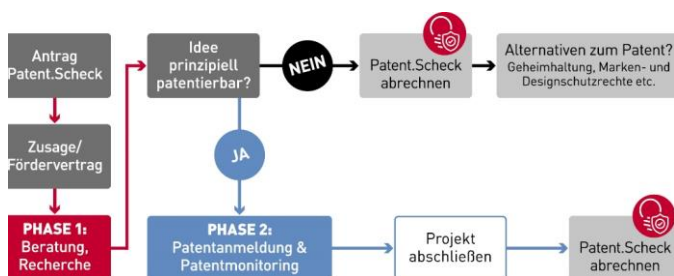 Antrag
Patent.Scheck
Idee
prinzipiell
patentierbar?
NEIN
Patent.Scheck
abrechnen
Alternativen zum Patent?
Geheimhaltung, Marken- und
Designschutzrechte etc.
Zusage/
Fördervertrag
JA
PHASE 1:
Beratung,
Recherche
PHASE 2:
Patentanmeldung &
Patentmonitoring
Projekt
abschließen
Patent.Scheck
abrechnen